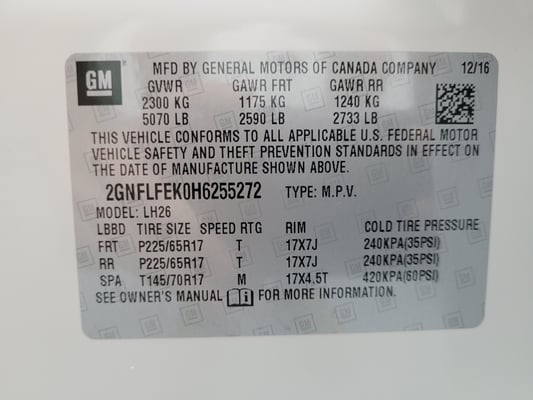 GM
MFD BY GENERAL MOTORS OF CANADA COMPANY 12/16
GVWR GAWR FRT GAWR RR
2300 KG 1175 KG 1240 KG
5070 LB 2590 LB 2733 LB
THIS VEHICLE CONFORMS TO ALL APPLICABLE U.S. FEDERAL MOTOR
VEHICLE SAFETY AND THEFT PREVENTION STANDARDS IN EFFECT ON
THE DATE OF MANUFACTURE SHOWN ABOVE.
2GNFLFEK0H6255272 TYPE: M.P.V.
MODEL: LH26
LBBD TIRE SIZE SPEED RTG RIM COLD TIRE PRESSURE
FRT P225/65R17 T 17X7J 240KPA(35PSI)
RR P225/65R17 T 17X7J 240KPA(35PSI)
SPA T145/70R17 M 17X4.5T 420KPA(60PSI)
SEE OWNER'S MANUAL FOR MORE INFORMATION.